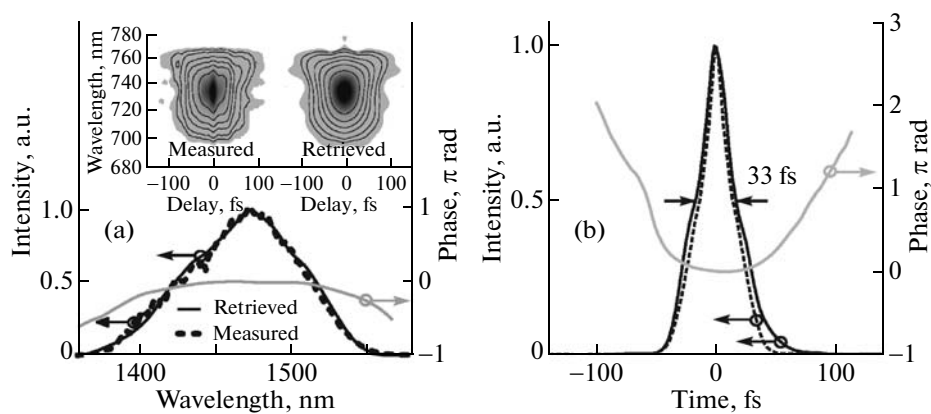 Wavelength, nm
780
760
740
720
700
680
Measured
Retrieved
−100 0 100
−100 0 100
Delay, fs
Delay, fs
Intensity, a.u.
1.0
0.5
0
(a)
Retrieved
Measured
1
0
−1
Phase, π rad
1400
1500
Wavelength, nm
Intensity, a.u.
1.0
0.5
0
33 fs
(b)
3
2
1
0
−1
Phase, π rad
−100
0
100
Time, fs